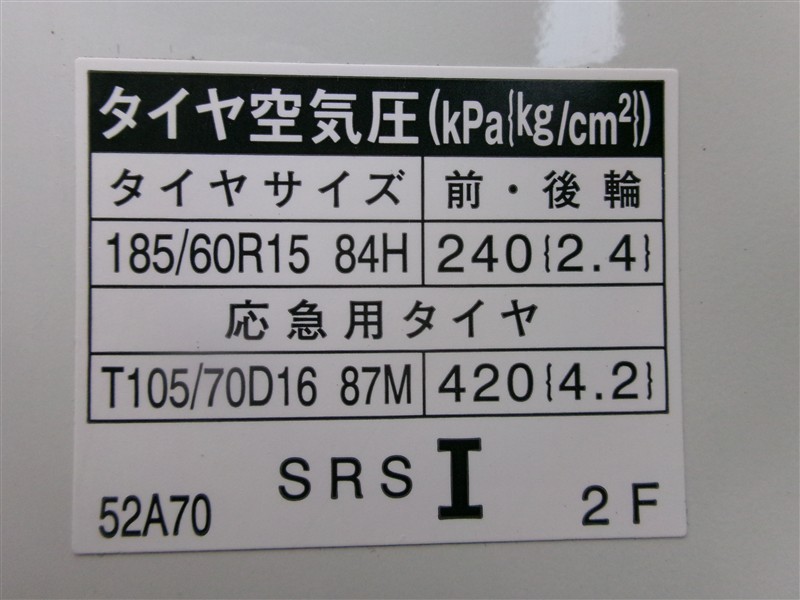 タイヤ空気圧(kPa{kg/cm²})
タイヤサイズ 前・後輪
185/60R15 84H 240{2.4}
応急用タイヤ
T105/70D16 87M 420{4.2}
SRS I
52A70 2F